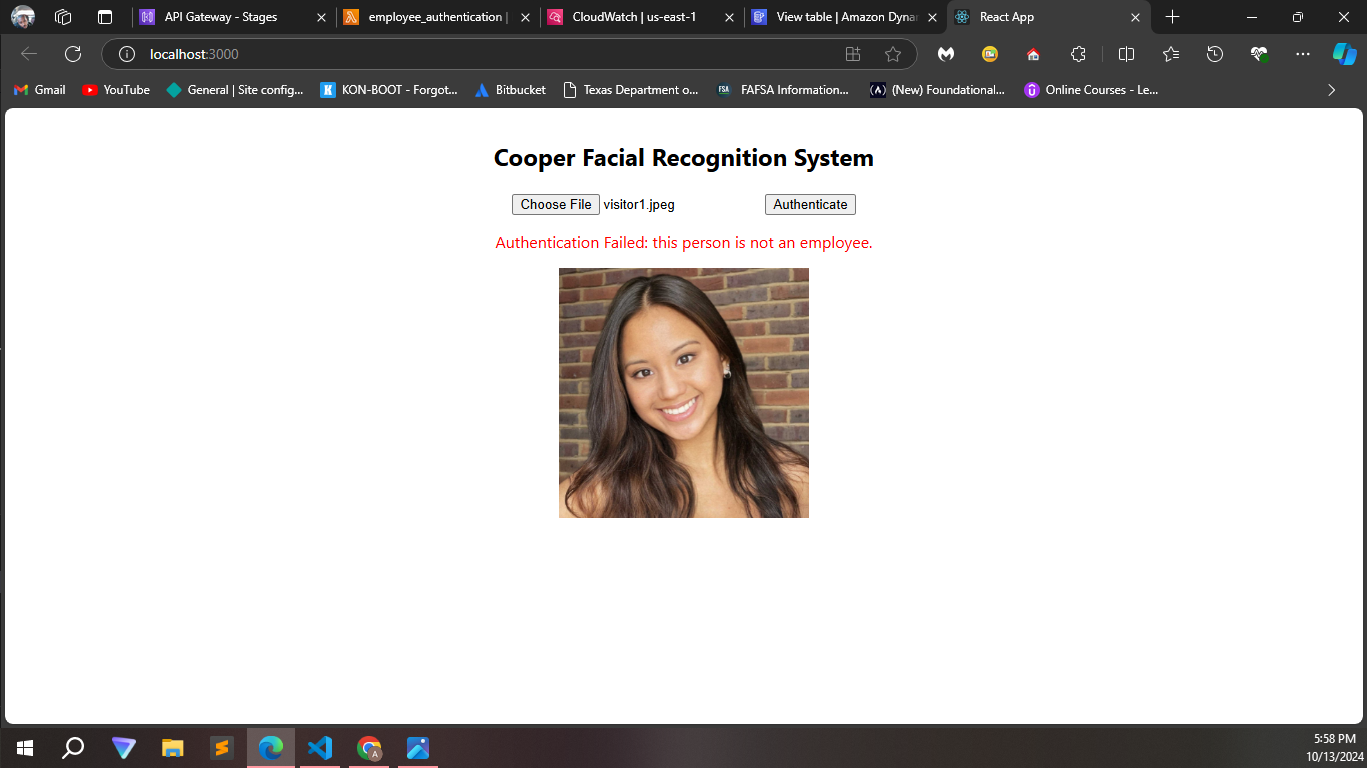 API Gateway - Stages
employee_authentication |
CloudWatch | us-east-1
View table | Amazon Dynar
React App
localhost:3000
Gmail
YouTube
General | Site config...
KON-BOOT - Forgot...
Bitbucket
Texas Department o...
FSA
FAFSA Information...
(New) Foundational...
Online Courses - Le...
Cooper Facial Recognition System
Choose File visitor1.jpeg
Authenticate
Authentication Failed: this person is not an employee.
A
5:58 PM
10/13/2024